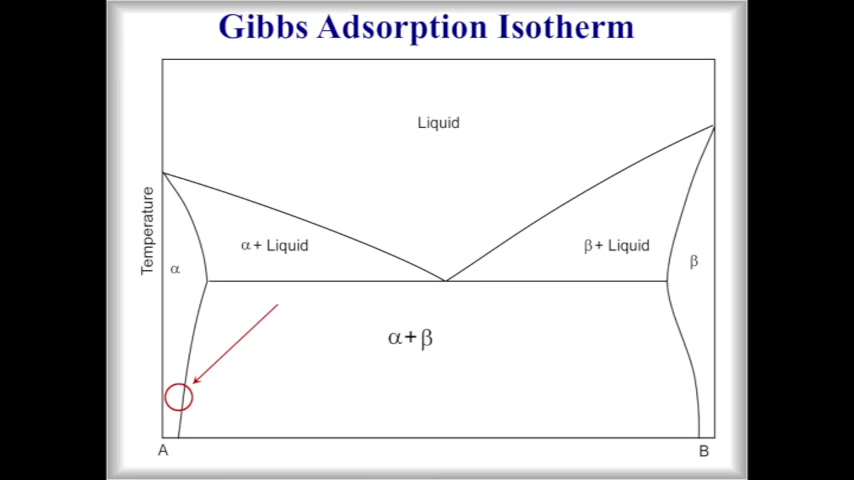 Gibbs Adsorption Isotherm
Liquid
Temperature
α + Liquid
β + Liquid
α
β
α + β
A
B